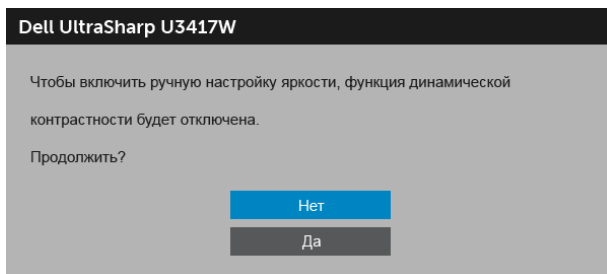 Dell UltraSharp U3417W
Чтобы включить ручную настройку яркости, функция динамической
контрастности будет отключена.
Продолжить?
Нет
Да